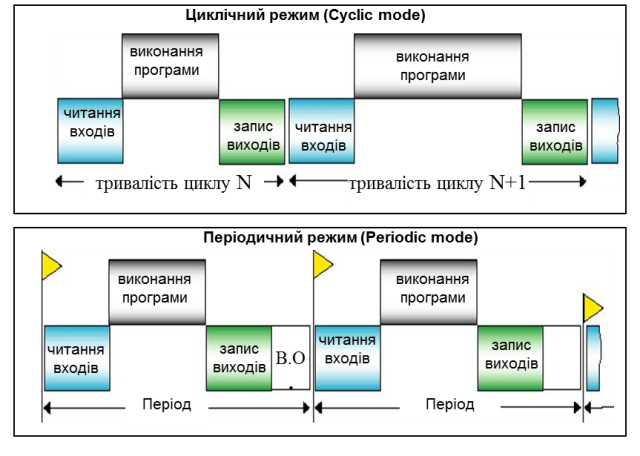 Циклічний режим (Cyclic mode)
виконання
програми
виконання
програми
читання
входів
запис
виходів
читання
входів
запис
виходів
тривалість циклу N
тривалість циклу N+1
Періодичний режим (Periodic mode)
виконання
програми
виконання
програми
читання
входів
запис
виходів
В.О
.
читання
входів
запис
виходів
Період
Період